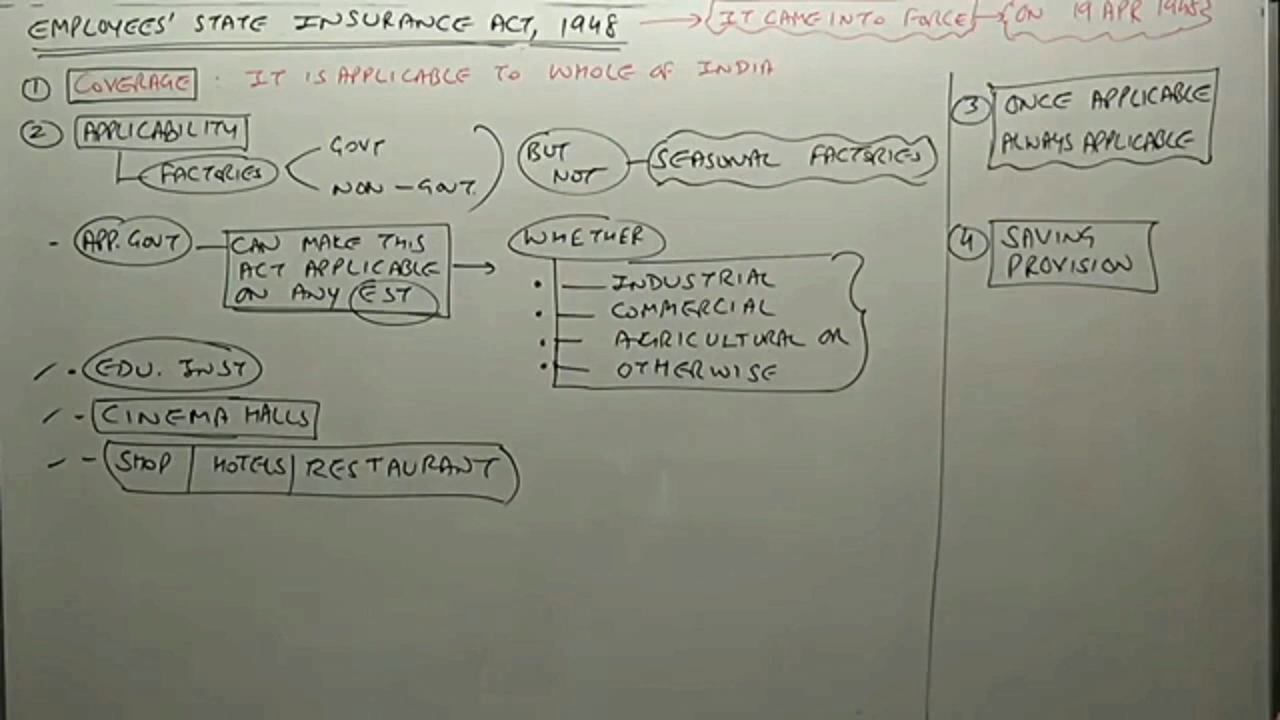 EMPLOYEES' STATE INSURANCE ACT, 1948 → IT CAME INTO FORCE → ON 19 APR 1948
① COVERAGE : IT IS APPLICABLE TO WHOLE OF INDIA
② APPLICABILITY
FACTORIES
GOVT
NON-GOVT.
BUT NOT
SEASONAL FACTORIES
- APP. GOVT
CAN MAKE THIS
ACT APPLICABLE
ON ANY EST
→ WHETHER
• INDUSTRIAL
• COMMERCIAL
• AGRICULTURAL OR
• OTHERWISE
• EDU. INST
- CINEMA HALLS
- SHOP | HOTELS | RESTAURANT
③ ONCE APPLICABLE
ALWAYS APPLICABLE
④ SAVING
PROVISION